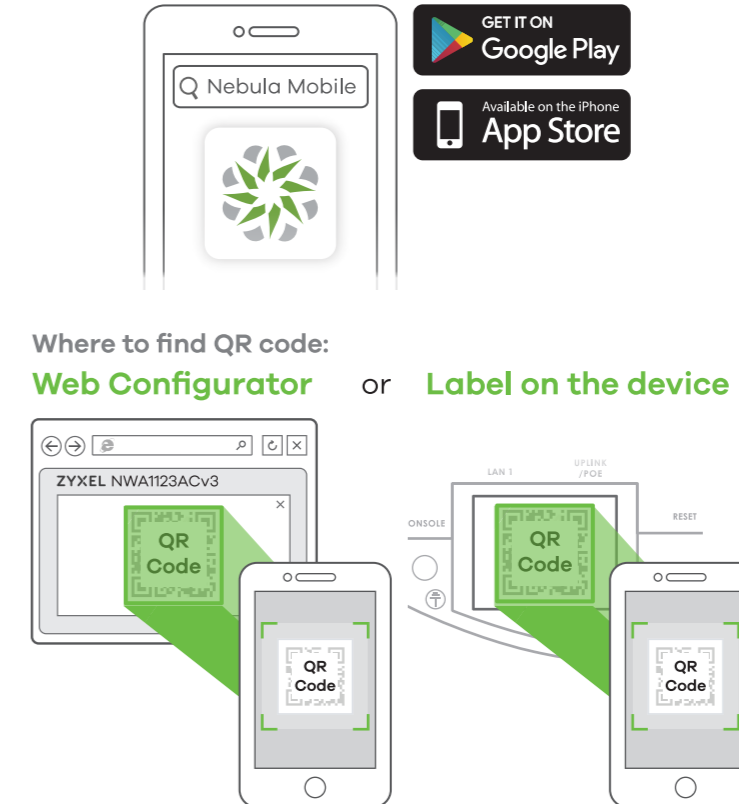 Nebula Mobile
GET IT ON
Google Play
Available on the iPhone
App Store
Where to find QR code:
Web Configurator or Label on the device
ZYXEL NWA1123ACv3
QR
Code
QR
Code
LAN 1
UPLINK
/POE
ONSOLE
RESET
QR
Code
QR
Code